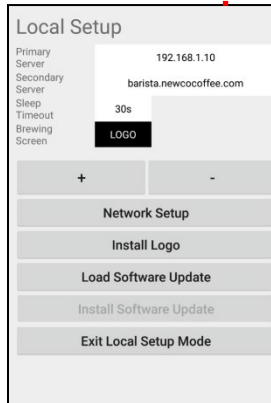 Local Setup
Primary
Server
192.168.1.10
Secondary
Server
barista.newcocoffee.com
Sleep
Timeout
30s
Brewing
Screen
LOGO
+ -
Network Setup
Install Logo
Load Software Update
Install Software Update
Exit Local Setup Mode